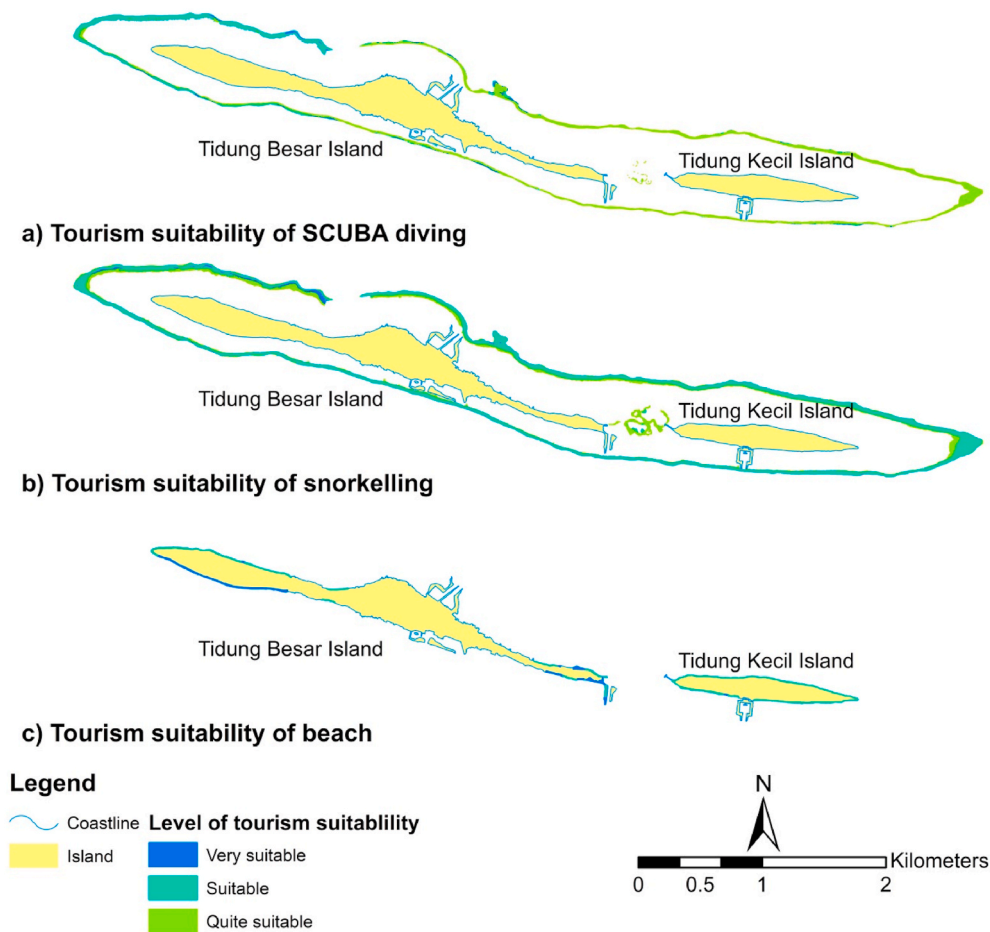 Tidung Besar Island
Tidung Kecil Island
a) Tourism suitability of SCUBA diving
Tidung Besar Island
Tidung Kecil Island
b) Tourism suitability of snorkelling
Tidung Besar Island
Tidung Kecil Island
c) Tourism suitability of beach
Legend
Coastline
Island
Level of tourism suitablility
Very suitable
Suitable
Quite suitable
N
Kilometers
0 0.5 1 2